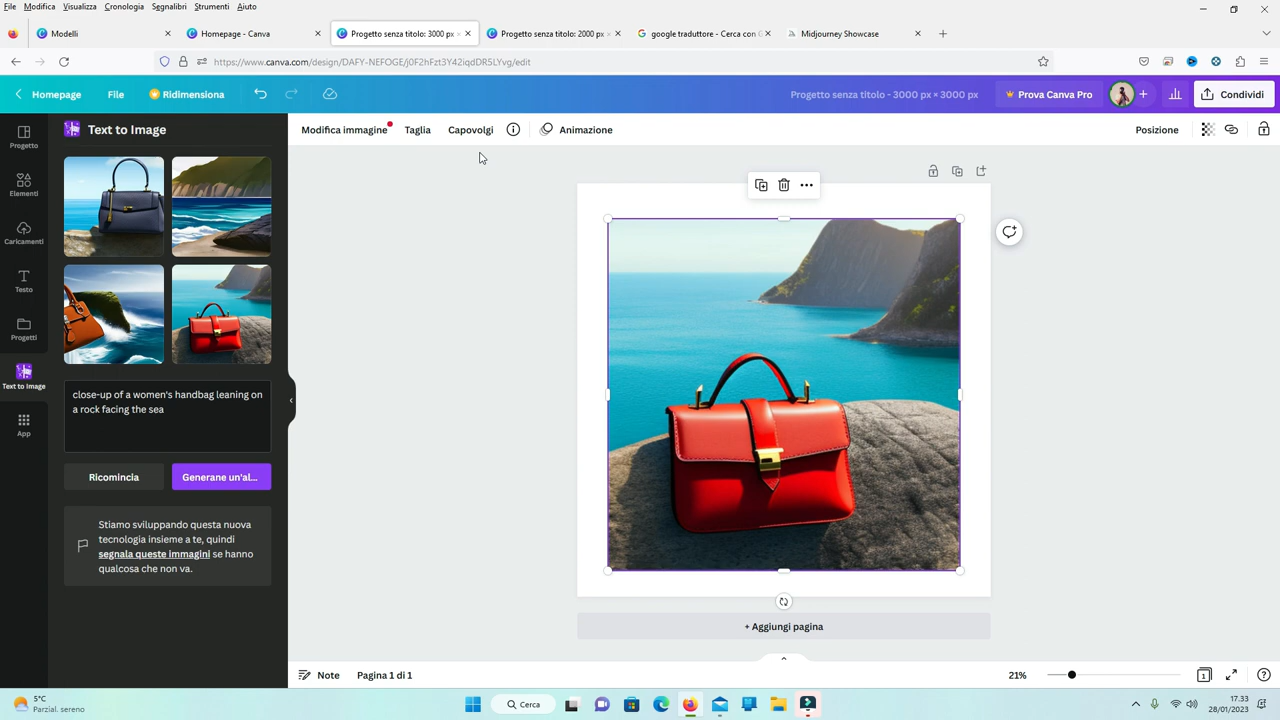 File Modifica Visualizza Cronologia Segnalibri Strumenti Aiuto
Modelli
Homepage - Canva
Progetto senza titolo: 3000 px ×
Progetto senza titolo: 2000 px ×
google traduttore - Cerca con G
Midjourney Showcase
https://www.canva.com/design/DAFY-NEFOGE/j0F2hFzt3Y42iqdDR5LYvg/edit
Homepage
File
Ridimensiona
Progetto senza titolo - 3000 px × 3000 px
Prova Canva Pro
Condividi
Text to Image
Modifica immagine
Taglia
Capovolgi
Animazione
Posizione
Progetto
Elementi
Caricamenti
Testo
Progetti
Text to Image
App
close-up of a women's handbag leaning on
a rock facing the sea
Ricomincia
Generane un'al...
Stiamo sviluppando questa nuova
tecnologia insieme a te, quindi
segnala queste immagini se hanno
qualcosa che non va.
+ Aggiungi pagina
Note
Pagina 1 di 1
21%
1
5°C
Parzial. sereno
Cerca
17.33
28/01/2023